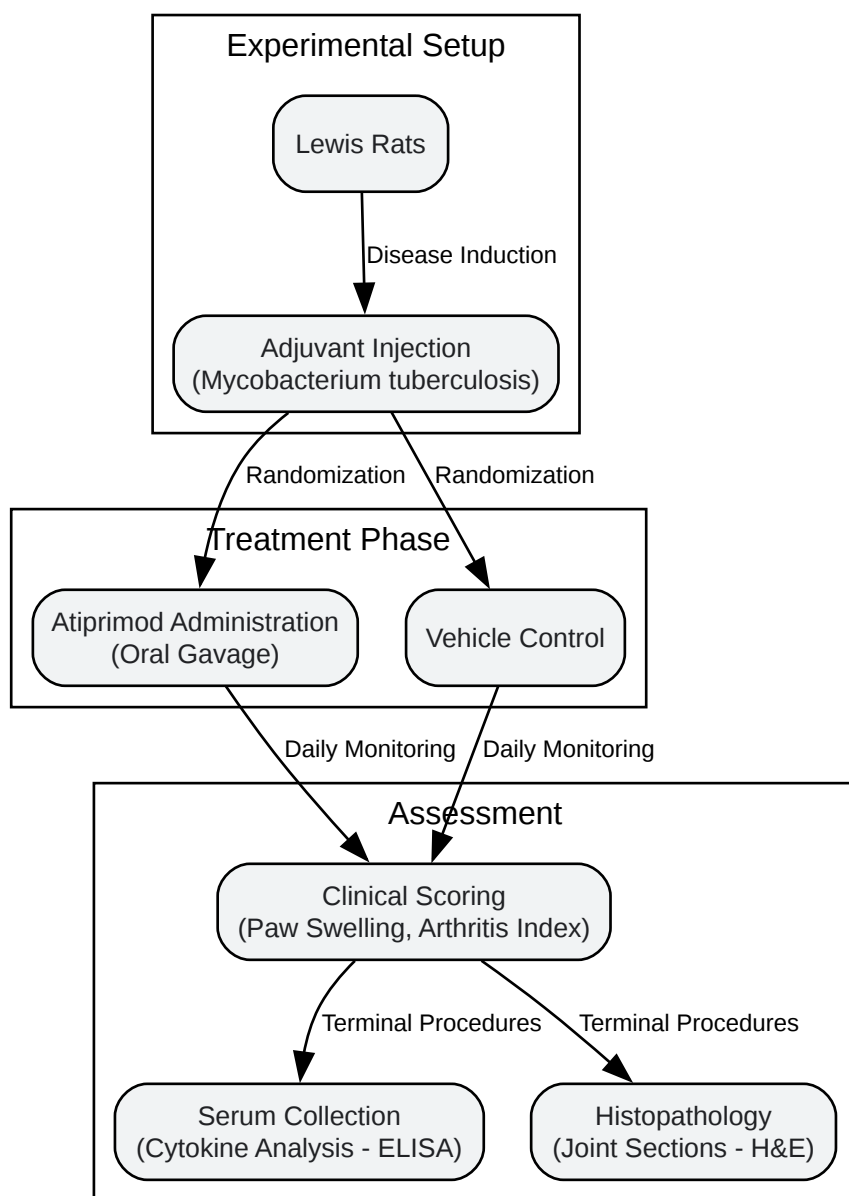 Experimental Setup
Lewis Rats
Disease Induction
Adjuvant Injection
(Mycobacterium tuberculosis)
Randomization
Randomization
Treatment Phase
Atiprimod Administration
(Oral Gavage)
Vehicle Control
Daily Monitoring
Daily Monitoring
Assessment
Clinical Scoring
(Paw Swelling, Arthritis Index)
Terminal Procedures
Terminal Procedures
Serum Collection
(Cytokine Analysis - ELISA)
Histopathology
(Joint Sections - H&E)